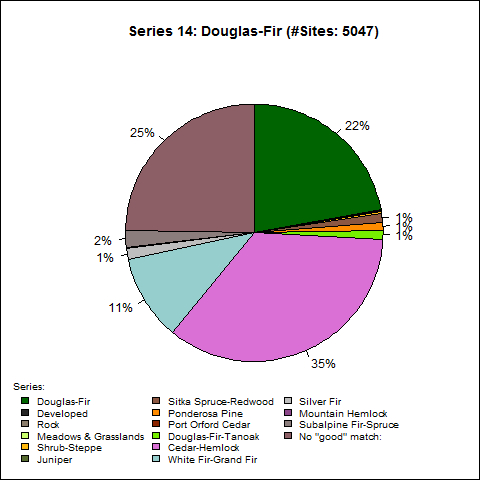 Series 14: Douglas-Fir (#Sites: 5047)
25%
22%
1%
1%
1%
2%
1%
11%
35%
Series:
Douglas-Fir
Developed
Rock
Meadows & Grasslands
Shrub-Steppe
Juniper
Sitka Spruce-Redwood
Ponderosa Pine
Port Orford Cedar
Douglas-Fir-Tanoak
Cedar-Hemlock
White Fir-Grand Fir
Silver Fir
Mountain Hemlock
Subalpine Fir-Spruce
No "good" match: